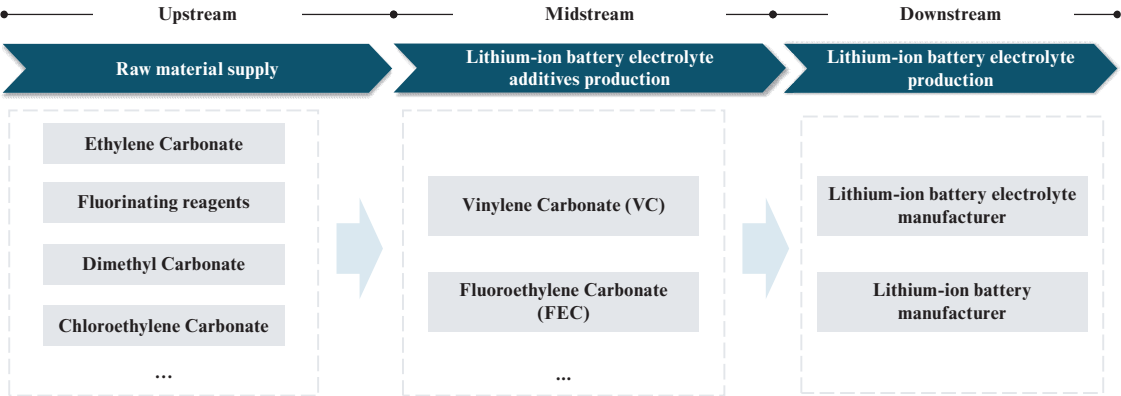 Upstream
Midstream
Downstream
Raw material supply
Lithium-ion battery electrolyte
additives production
Lithium-ion battery electrolyte
production
Ethylene Carbonate
Fluorinating reagents
Dimethyl Carbonate
Chloroethylene Carbonate
...
Vinylene Carbonate (VC)
Fluoroethylene Carbonate
(FEC)
...
Lithium-ion battery electrolyte
manufacturer
Lithium-ion battery
manufacturer